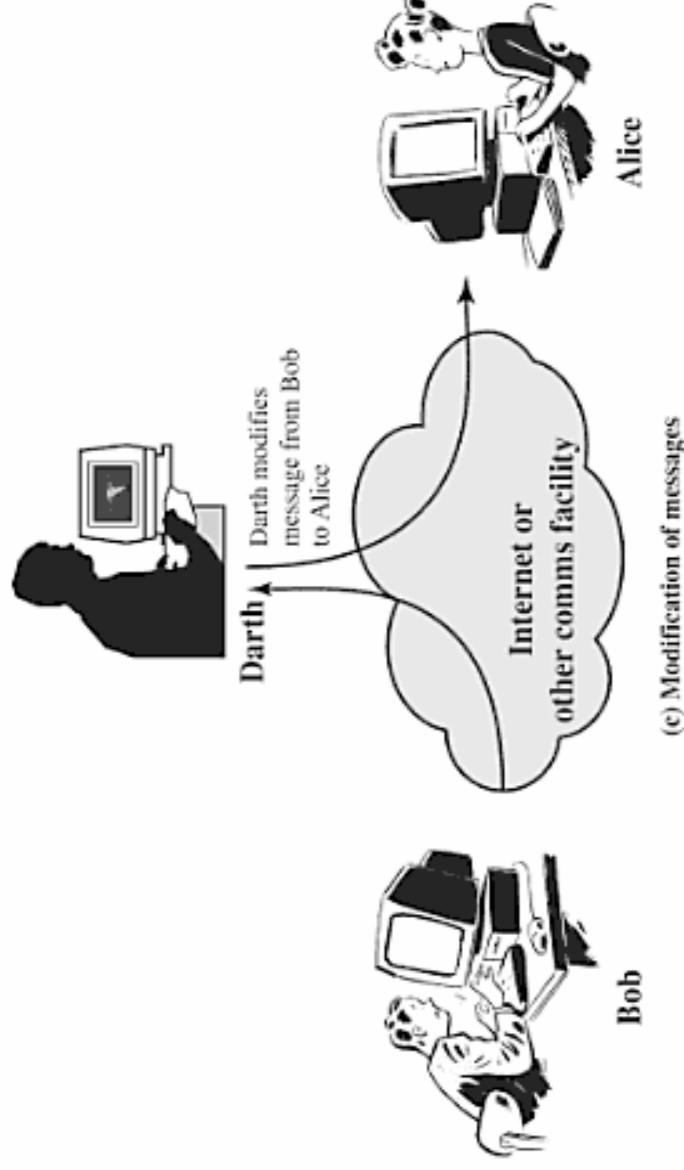 Darth
Darth modifies
message from Bob
to Alice
Internet or
other comms facility
Bob
Alice
(c) Modification of messages